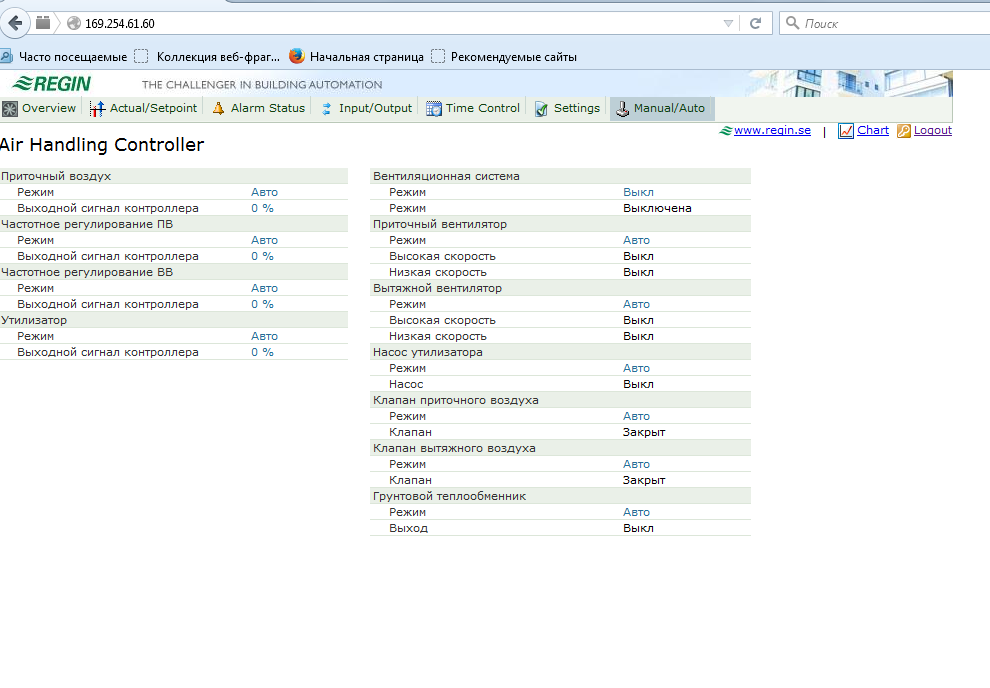 169.254.61.60
Поиск
Часто посещаемые Коллекция веб-фраг... Начальная страница Рекомендуемые сайты
REGIN THE CHALLENGER IN BUILDING AUTOMATION
Overview Actual/Setpoint Alarm Status Input/Output Time Control Settings Manual/Auto
www.regin.se | Chart Logout
Air Handling Controller
Приточный воздух
Режим Авто
Выходной сигнал контроллера 0 %
Частотное регулирование ПВ
Режим Авто
Выходной сигнал контроллера 0 %
Частотное регулирование ВВ
Режим Авто
Выходной сигнал контроллера 0 %
Утилизатор
Режим Авто
Выходной сигнал контроллера 0 %
Вентиляционная система
Режим Выкл
Режим Выключена
Приточный вентилятор
Режим Авто
Высокая скорость Выкл
Низкая скорость Выкл
Вытяжной вентилятор
Режим Авто
Высокая скорость Выкл
Низкая скорость Выкл
Насос утилизатора
Режим Авто
Насос Выкл
Клапан приточного воздуха
Режим Авто
Клапан Закрыт
Клапан вытяжного воздуха
Режим Авто
Клапан Закрыт
Грунтовой теплообменник
Режим Авто
Выход Выкл